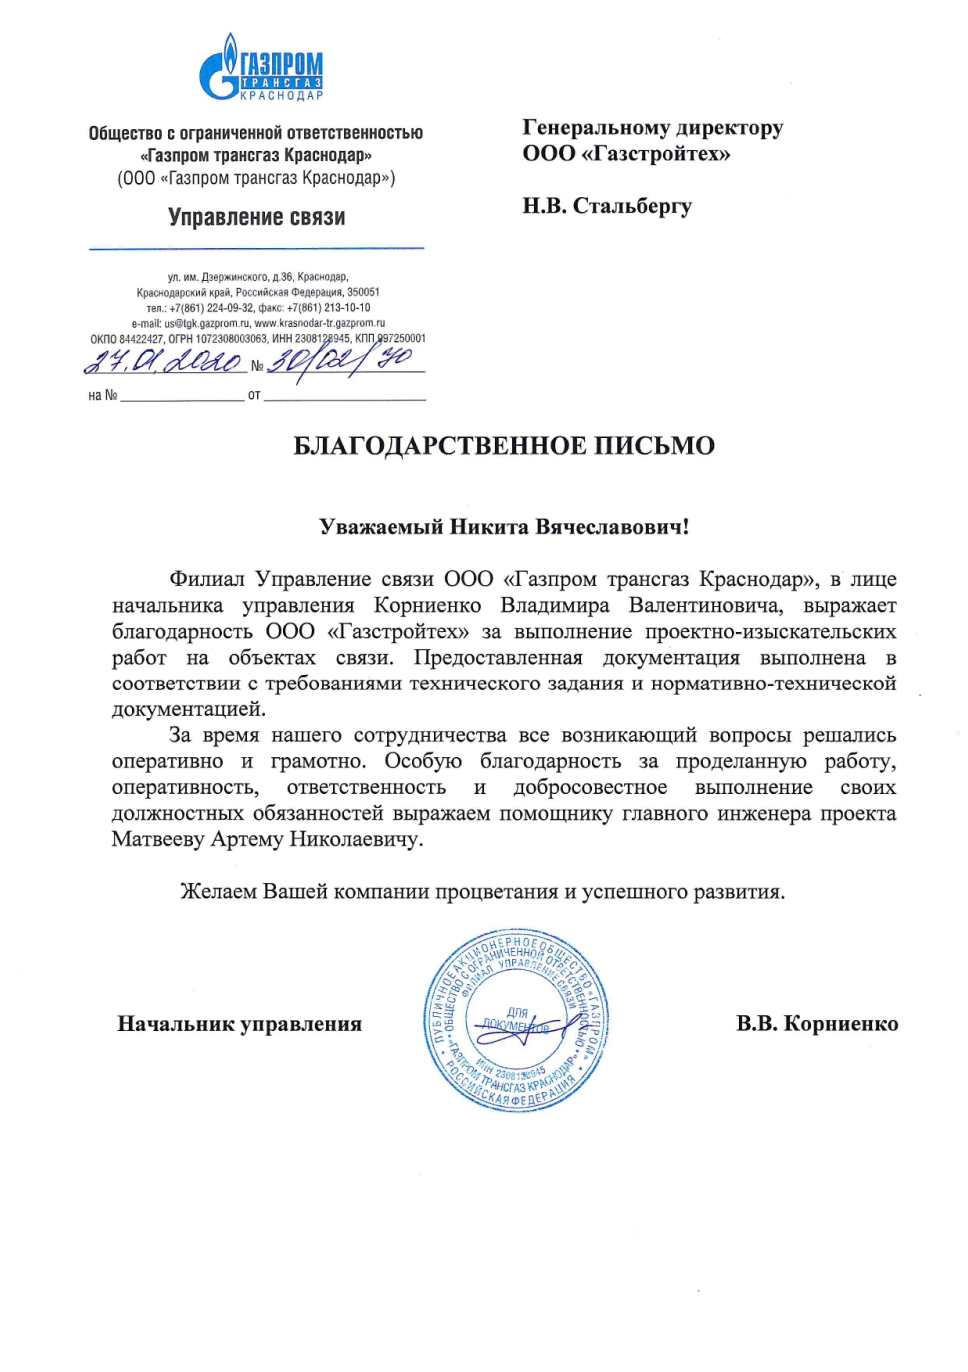 ГАЗПРОМ
ТРАНСГАЗ
КРАСНОДАР
Общество с ограниченной ответственностью
«Газпром трансгаз Краснодар»
(ООО «Газпром трансгаз Краснодар»)
Управление связи
ул. им. Дзержинского, д.36, Краснодар,
Краснодарский край, Российская Федерация, 350051
тел.: +7(861) 224-09-32, факс: +7(861) 213-10-10
e-mail: us@tgk.gazprom.ru, www.krasnodar-tr.gazprom.ru
ОКПО 84422427, ОГРН 1072308003063, ИНН 2308128945, КПП 997250001
27.01.2020 № 30/02/70
на № от
Генеральному директору
ООО «Газстройтех»
Н.В. Стальбергу
БЛАГОДАРСТВЕННОЕ ПИСЬМО
Уважаемый Никита Вячеславович!
Филиал Управление связи ООО «Газпром трансгаз Краснодар», в лице
начальника управления Корниенко Владимира Валентиновича, выражает
благодарность ООО «Газстройтех» за выполнение проектно-изыскательских
работ на объектах связи. Предоставленная документация выполнена в
соответствии с требованиями технического задания и нормативно-технической
документацией.
За время нашего сотрудничества все возникающий вопросы решались
оперативно и грамотно. Особую благодарность за проделанную работу,
оперативность, ответственность и добросовестное выполнение своих
должностных обязанностей выражаем помощнику главного инженера проекта
Матвееву Артему Николаевичу.
Желаем Вашей компании процветания и успешного развития.
Начальник управления
В.В. Корниенко
ПУБЛИЧНОЕ АКЦИОНЕРНОЕ ОБЩЕСТВО «ГАЗПРОМ»
РОССИЙСКАЯ ФЕДЕРАЦИЯ
ОБЩЕСТВО С ОГРАНИЧЕННОЙ ОТВЕТСТВЕННОСТЬЮ
«ГАЗПРОМ ТРАНСГАЗ КРАСНОДАР»
ФИЛИАЛ УПРАВЛЕНИЕ СВЯЗИ
ИНН 2308128945
ДЛЯ
ДОКУМЕНТОВ